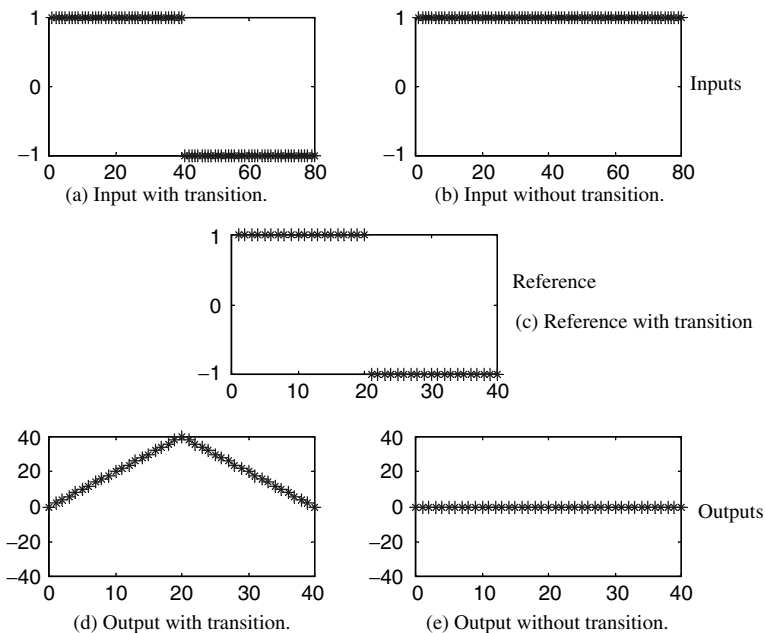 1
0
−1
0 20 40 60 80
(a) Input with transition.
1
0
−1
0 20 40 60 80
(b) Input without transition.
Inputs
1
0
−1
0 10 20 30 40
Reference
(c) Reference with transition
40
20
0
−20
−40
0 10 20 30 40
(d) Output with transition.
40
20
0
−20
−40
0 10 20 30 40
(e) Output without transition.
Outputs